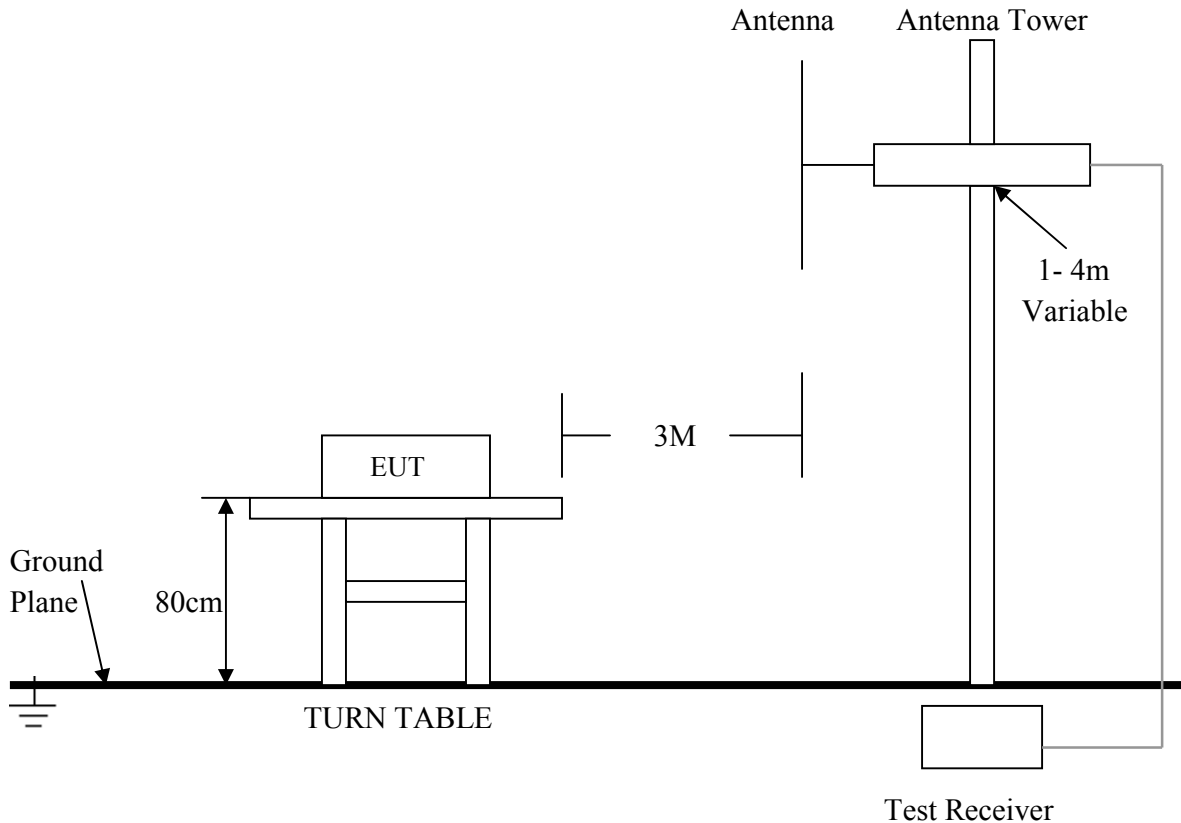 Antenna
Antenna Tower
1- 4m
Variable
3M
EUT
Ground
Plane
80cm
TURN TABLE
Test Receiver